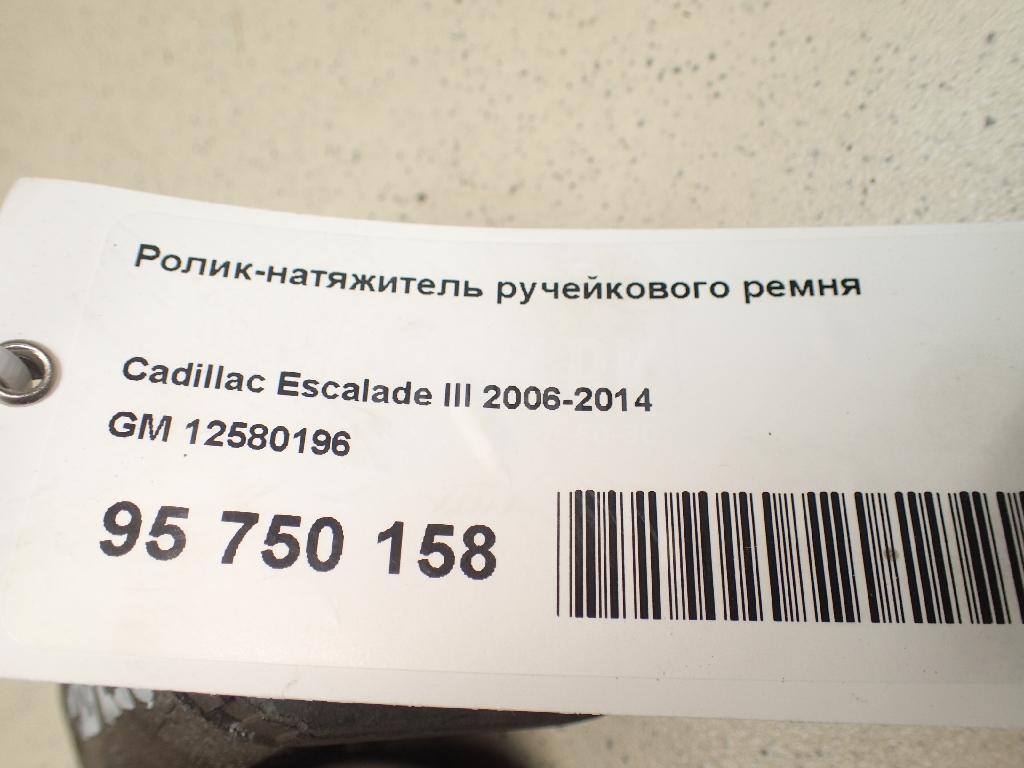 Ролик-натяжитель ручейкового ремня
Cadillac Escalade III 2006-2014
GM 12580196
95 750 158